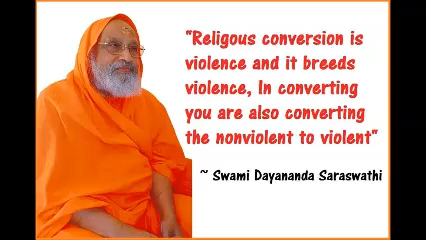 "Religous conversion is
violence and it breeds
violence, In converting
you are also converting
the nonviolent to violent"
~ Swami Dayananda Saraswathi